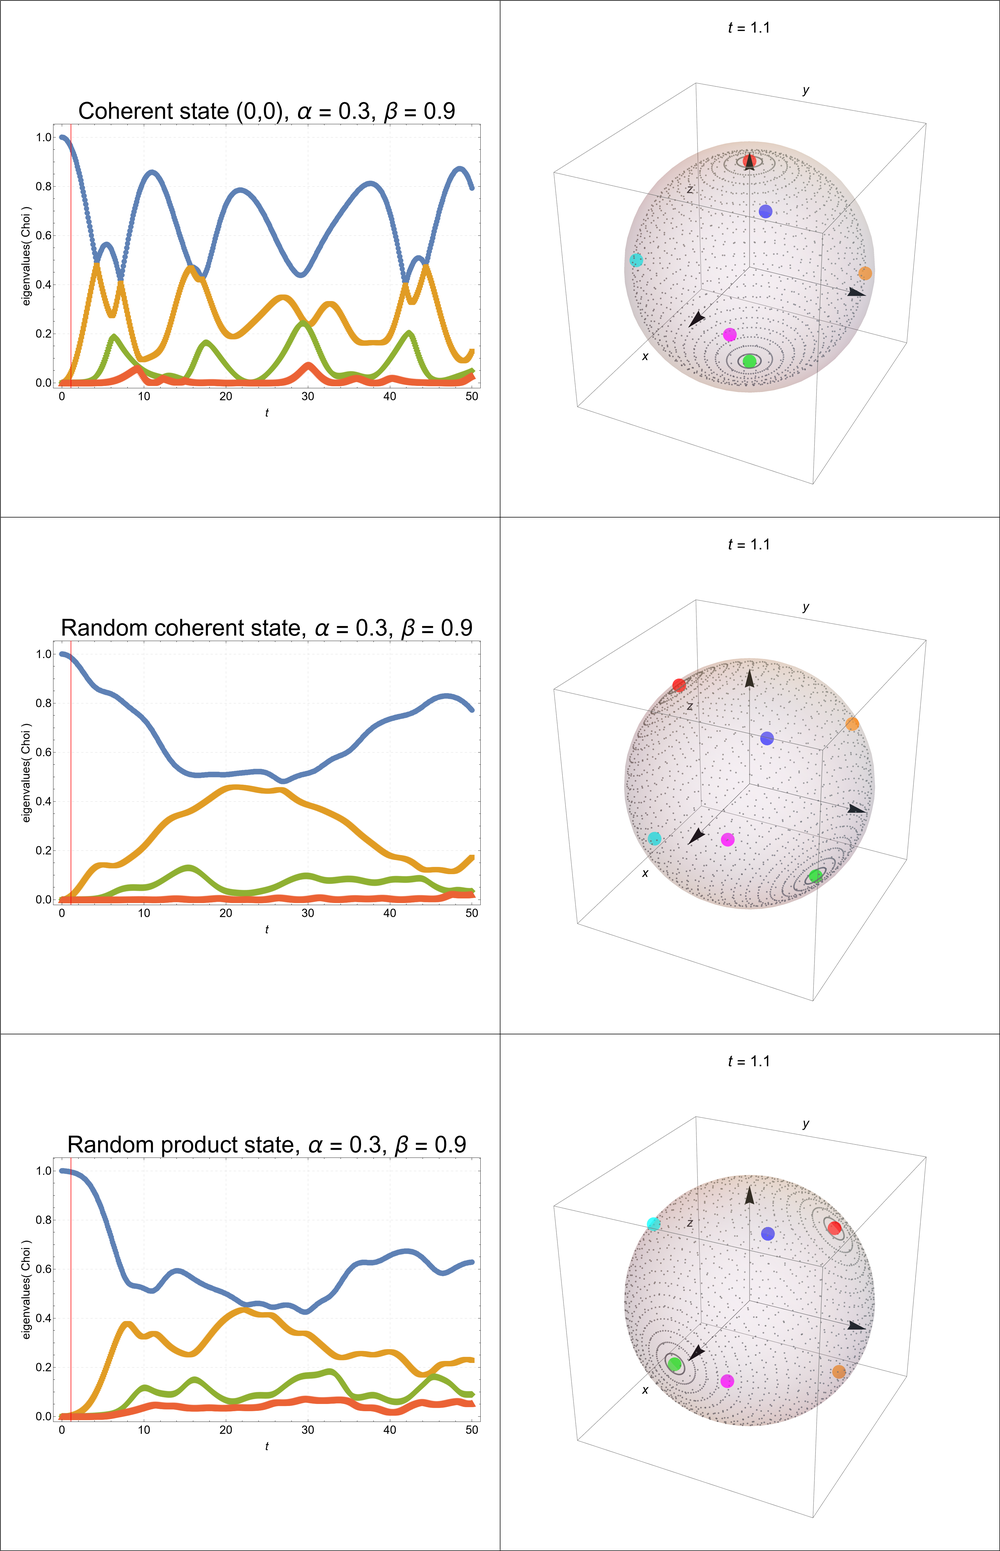 Coherent state (0,0), α = 0.3, β = 0.9
eigenvalues( Choi )
1.0
0.8
0.6
0.4
0.2
0.0
0 10 20 30 40 50
t
t = 1.1
y
z
x
Random coherent state, α = 0.3, β = 0.9
eigenvalues( Choi )
1.0
0.8
0.6
0.4
0.2
0.0
0 10 20 30 40 50
t
t = 1.1
y
z
x
Random product state, α = 0.3, β = 0.9
eigenvalues( Choi )
1.0
0.8
0.6
0.4
0.2
0.0
0 10 20 30 40 50
t
t = 1.1
y
z
x